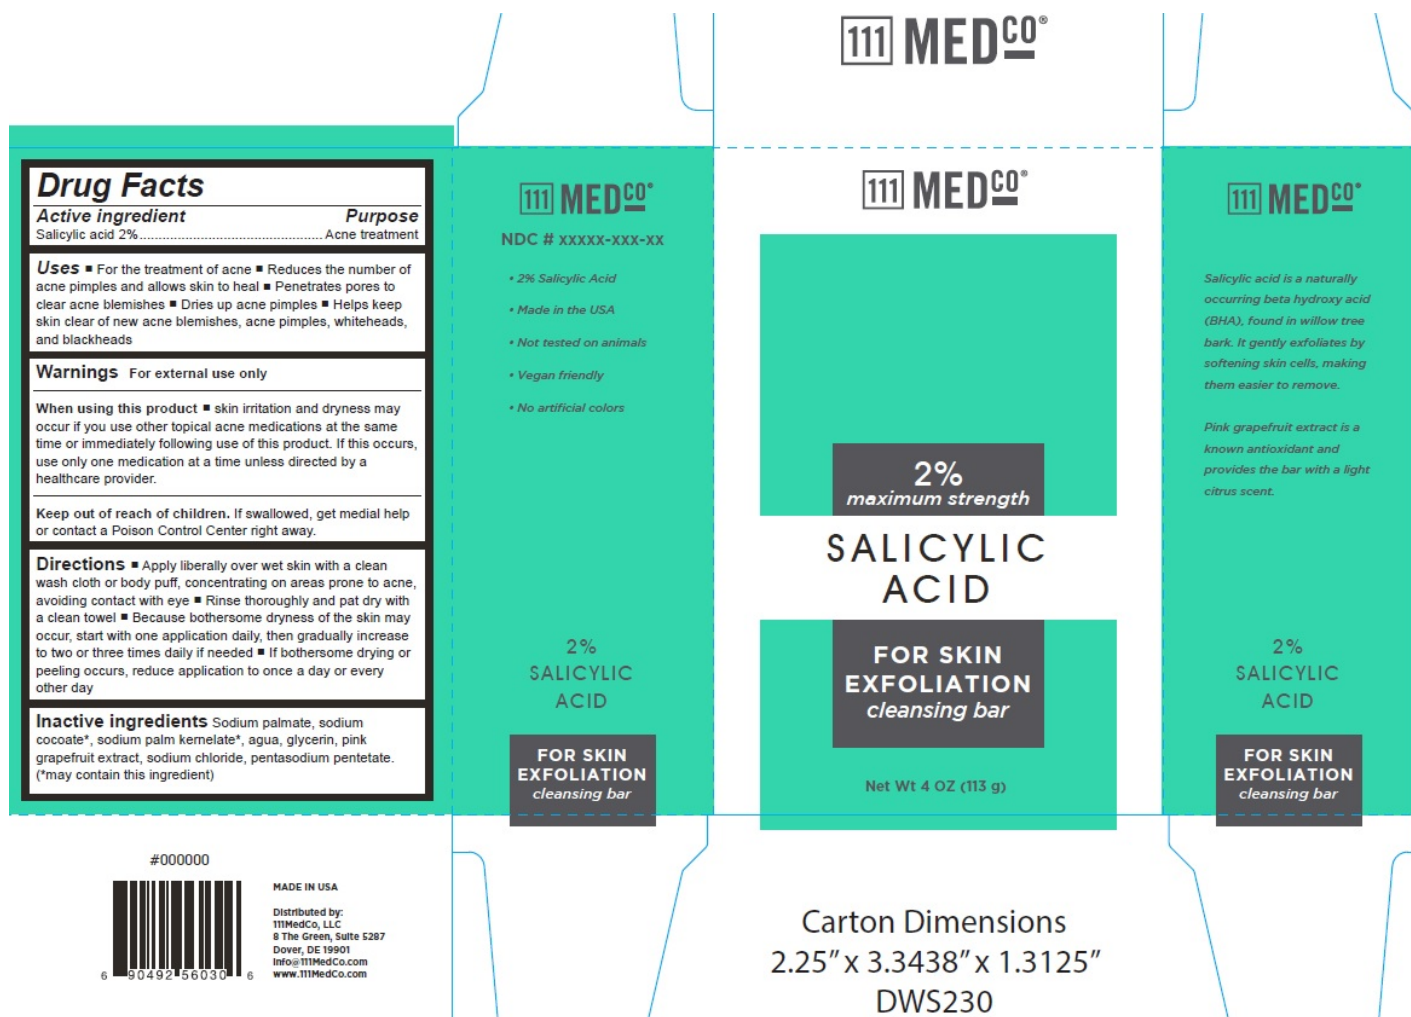 111 MEDCO®
Drug Facts
Active ingredient Purpose
Salicylic acid 2%................................................ Acne treatment
Uses ■ For the treatment of acne ■ Reduces the number of
acne pimples and allows skin to heal ■ Penetrates pores to
clear acne blemishes ■ Dries up acne pimples ■ Helps keep
skin clear of new acne blemishes, acne pimples, whiteheads,
and blackheads
Warnings For external use only
When using this product ■ skin irritation and dryness may
occur if you use other topical acne medications at the same
time or immediately following use of this product. If this occurs,
use only one medication at a time unless directed by a
healthcare provider.
Keep out of reach of children. If swallowed, get medial help
or contact a Poison Control Center right away.
Directions ■ Apply liberally over wet skin with a clean
wash cloth or body puff, concentrating on areas prone to acne,
avoiding contact with eye ■ Rinse thoroughly and pat dry with
a clean towel ■ Because bothersome dryness of the skin may
occur, start with one application daily, then gradually increase
to two or three times daily if needed ■ If bothersome drying or
peeling occurs, reduce application to once a day or every
other day
Inactive ingredients Sodium palmate, sodium
cocoate*, sodium palm kernelate*, agua, glycerin, pink
grapefruit extract, sodium chloride, pentasodium pentetate.
(*may contain this ingredient)
111 MEDCO®
NDC # xxxxx-xxx-xx
• 2% Salicylic Acid
• Made in the USA
• Not tested on animals
• Vegan friendly
• No artificial colors
2%
SALICYLIC
ACID
FOR SKIN
EXFOLIATION
cleansing bar
111 MEDCO®
2%
maximum strength
SALICYLIC
ACID
FOR SKIN
EXFOLIATION
cleansing bar
Net Wt 4 OZ (113 g)
111 MEDCO®
Salicylic acid is a naturally
occurring beta hydroxy acid
(BHA), found in willow tree
bark. It gently exfoliates by
softening skin cells, making
them easier to remove.
Pink grapefruit extract is a
known antioxidant and
provides the bar with a light
citrus scent.
2%
SALICYLIC
ACID
FOR SKIN
EXFOLIATION
cleansing bar
#000000
6 90492 56030 6
MADE IN USA
Distributed by:
111MedCo, LLC
8 The Green, Suite 5287
Dover, DE 19901
Info@111MedCo.com
www.111MedCo.com
Carton Dimensions
2.25” x 3.3438” x 1.3125”
DWS230